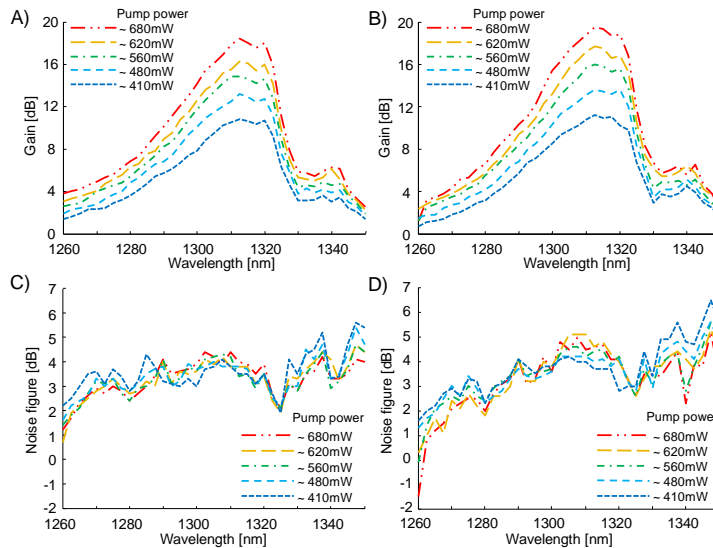 A)
Pump power
~ 680mW
~ 620mW
~ 560mW
~ 480mW
~ 410mW
20
16
12
8
4
0
Gain [dB]
1260 1280 1300 1320 1340
Wavelength [nm]
B)
Pump power
~ 680mW
~ 620mW
~ 560mW
~ 480mW
~ 410mW
20
16
12
8
4
0
Gain [dB]
1260 1280 1300 1320 1340
Wavelength [nm]
C)
7
6
5
4
3
2
1
0
-1
-2
Noise figure [dB]
Pump power
~ 680mW
~ 620mW
~ 560mW
~ 480mW
~ 410mW
1260 1280 1300 1320 1340
Wavelength [nm]
D)
7
6
5
4
3
2
1
0
-1
-2
Noise figure [dB]
Pump power
~ 680mW
~ 620mW
~ 560mW
~ 480mW
~ 410mW
1260 1280 1300 1320 1340
Wavelength [nm]